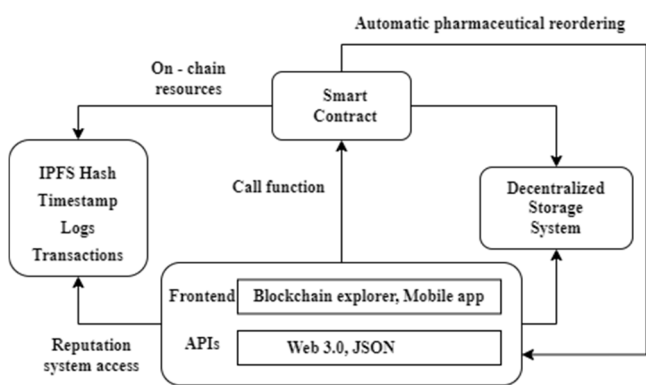 Automatic pharmaceutical reordering
On - chain
resources
Smart
Contract
IPFS Hash
Timestamp
Logs
Transactions
Call function
Decentralized
Storage
System
Frontend
Blockchain explorer, Mobile app
APIs
Web 3.0, JSON
Reputation
system access